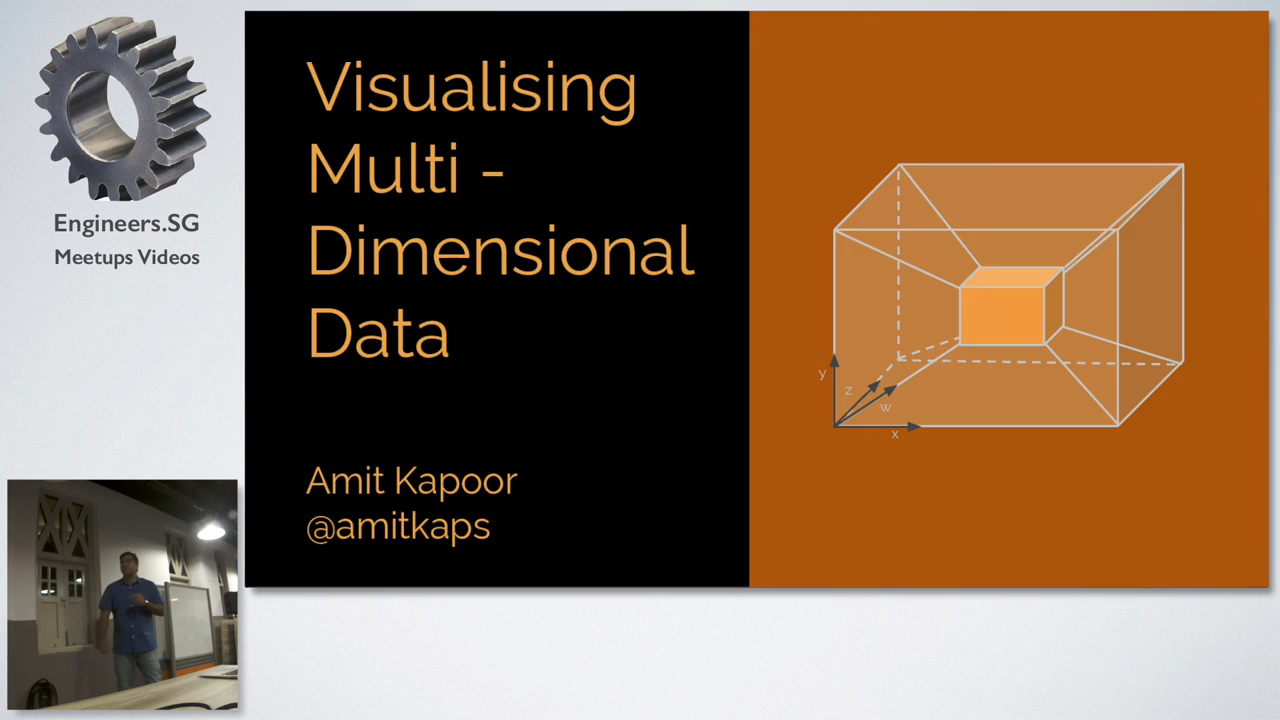 Engineers.SG
Meetups Videos
Visualising
Multi -
Dimensional
Data
Amit Kapoor
@amitkaps
y
z
w
x